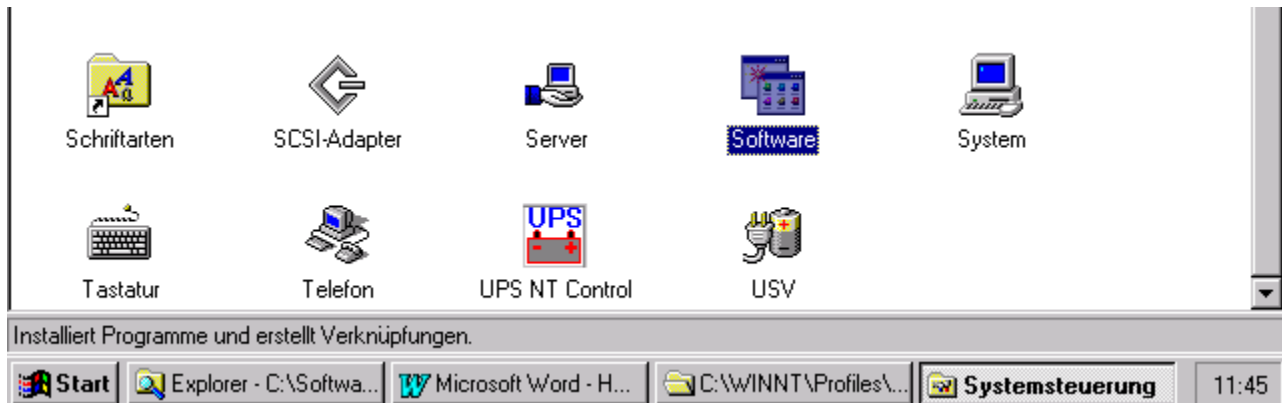 Schriftarten SCSI-Adapter Server Software System
UPS
Tastatur Telefon UPS NT Control USV
Installiert Programme und erstellt Verknüpfungen.
Start Explorer - C:\Softwa... Microsoft Word - H... C:\WINNT\Profiles\... Systemsteuerung 11:45